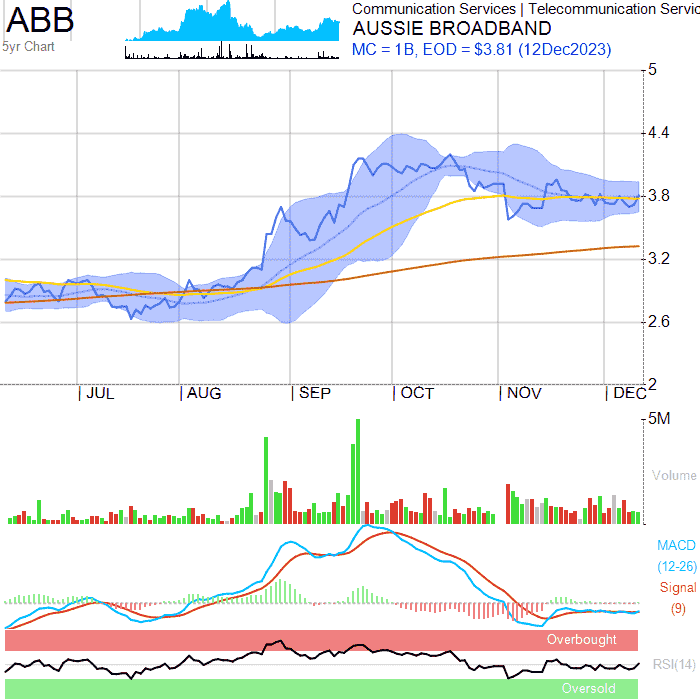 ABB
5yr Chart
Communication Services | Telecommunication Servic
AUSSIE BROADBAND
MC = 1B, EOD = $3.81 (12Dec2023)
5
4.4
3.8
3.2
2.6
2
| JUL | AUG | SEP | OCT | NOV | DEC
5M
Volume
MACD
(12-26)
Signal
(9)
Overbought
RSI(14)
Oversold